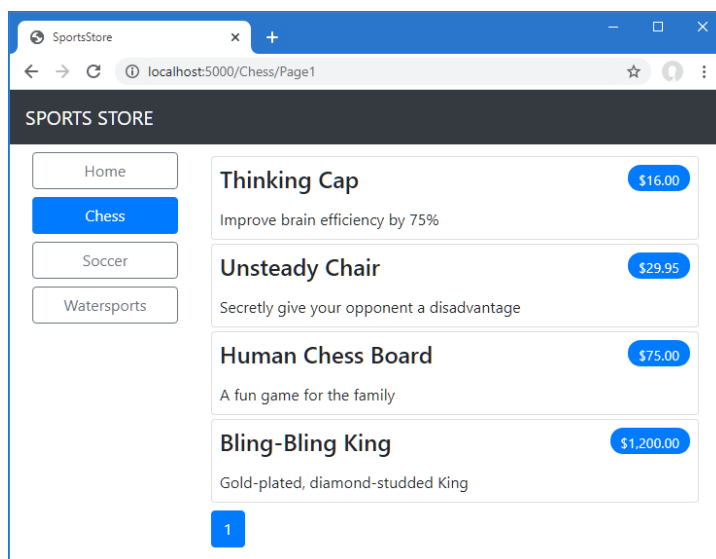 SportsStore
localhost:5000/Chess/Page1
SPORTS STORE
Home
Chess
Soccer
Watersports
Thinking Cap $16.00
Improve brain efficiency by 75%
Unsteady Chair $29.95
Secretly give your opponent a disadvantage
Human Chess Board $75.00
A fun game for the family
Bling-Bling King $1,200.00
Gold-plated, diamond-studded King
1